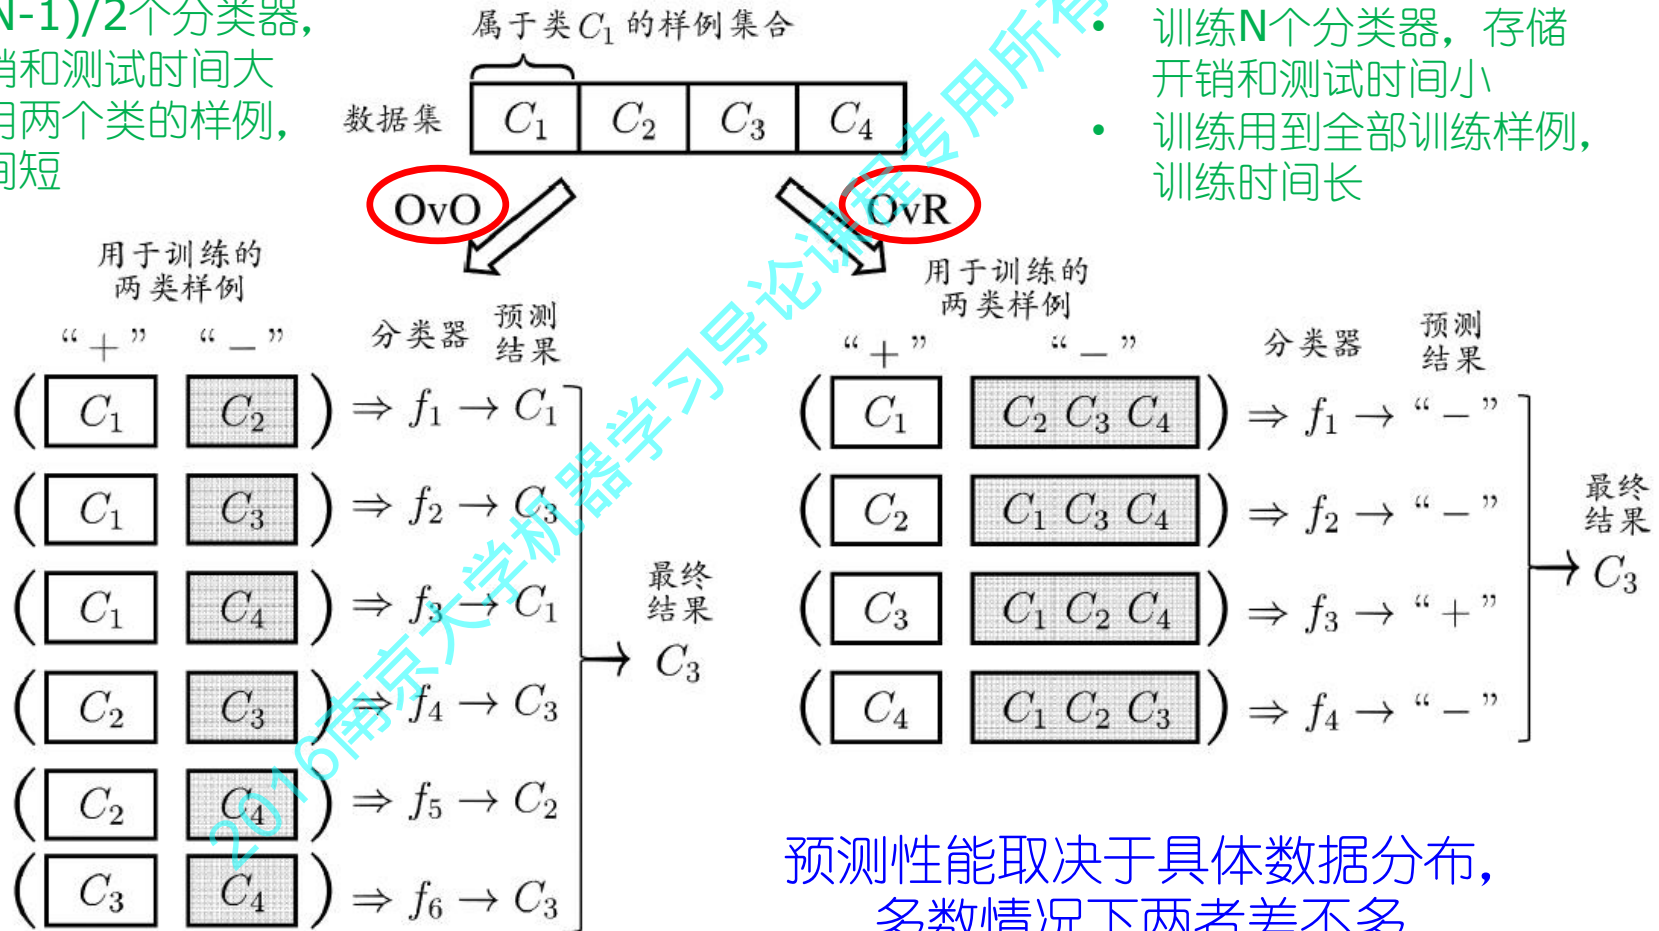 N-1)/2个分类器，
销和测试时间大
用两个类的样例，
间短
属于类 C₁ 的样例集合
数据集 C₁ C₂ C₃ C₄
• 训练N个分类器，存储
开销和测试时间小
• 训练用到全部训练样例，
训练时间长
OvO
OvR
用于训练的
两类样例
“+” “−” 分类器 预测
结果
( C₁ C₂ ) ⇒ f₁ → C₁
( C₁ C₃ ) ⇒ f₂ → C₃
( C₁ C₄ ) ⇒ f₃ → C₁
( C₂ C₃ ) ⇒ f₄ → C₃
( C₂ C₄ ) ⇒ f₅ → C₂
( C₃ C₄ ) ⇒ f₆ → C₃
最终
结果
C₃
用于训练的
两类样例
“+” “−” 分类器 预测
结果
( C₁ C₂ C₃ C₄ ) ⇒ f₁ → “−”
( C₂ C₁ C₃ C₄ ) ⇒ f₂ → “−”
( C₃ C₁ C₂ C₄ ) ⇒ f₃ → “+”
( C₄ C₁ C₂ C₃ ) ⇒ f₄ → “−”
最终
结果
C₃
预测性能取决于具体数据分布，
多数情况下两者差不多
2016南京大学机器学习导论课程专用所有